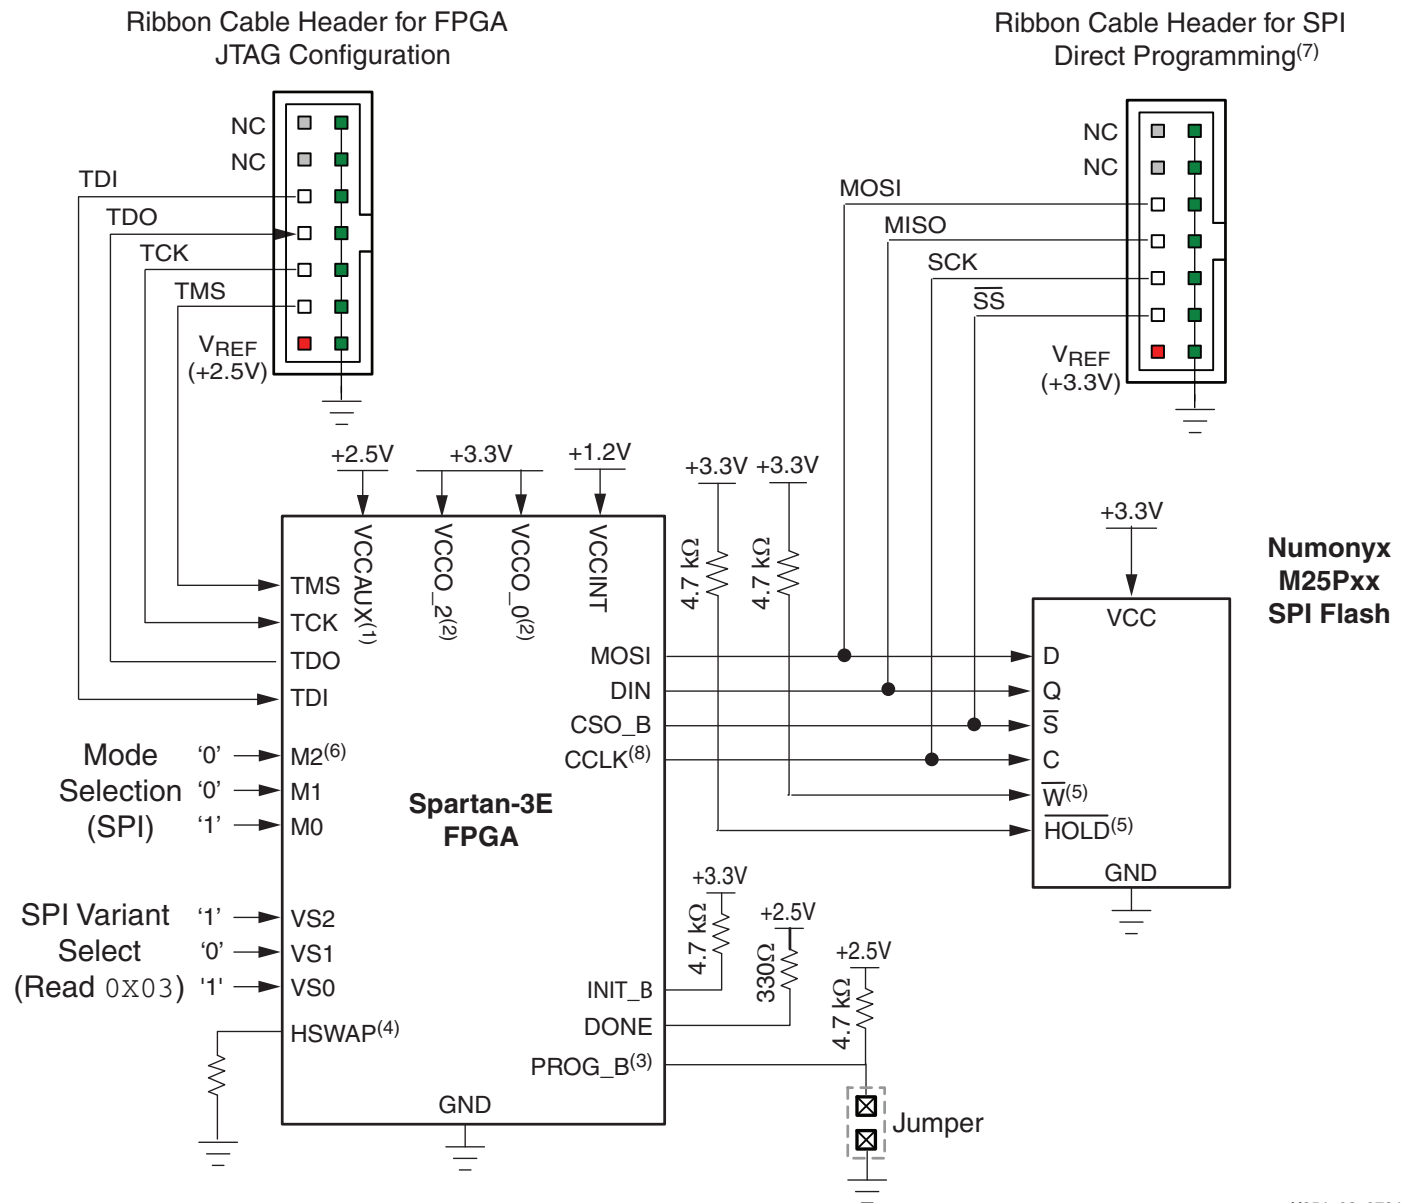 Ribbon Cable Header for FPGA
JTAG Configuration
Ribbon Cable Header for SPI
Direct Programming(7)
NC
NC
TDI
TDO
TCK
TMS
VREF
(+2.5V)
NC
NC
MOSI
MISO
SCK
SS
VREF
(+3.3V)
+2.5V
+3.3V
+1.2V
+3.3V
+3.3V
4.7 kΩ
4.7 kΩ
+3.3V
Numonyx
M25Pxx
SPI Flash
VCCAUX(1)
VCCO_2(2)
VCCO_0(2)
VCCINT
TMS
TCK
TDO
TDI
Mode
Selection
(SPI)
‘0’
‘0’
‘1’
M2(6)
M1
M0
Spartan-3E
FPGA
MOSI
DIN
CSO_B
CCLK(8)
VCC
D
Q
S
C
W(5)
HOLD(5)
GND
SPI Variant
Select
(Read 0X03)
‘1’
‘0’
'1'
VS2
VS1
VS0
HSWAP(4)
+3.3V
4.7 kΩ
+2.5V
330Ω
+2.5V
4.7 kΩ
INIT_B
DONE
PROG_B(3)
GND
Jumper